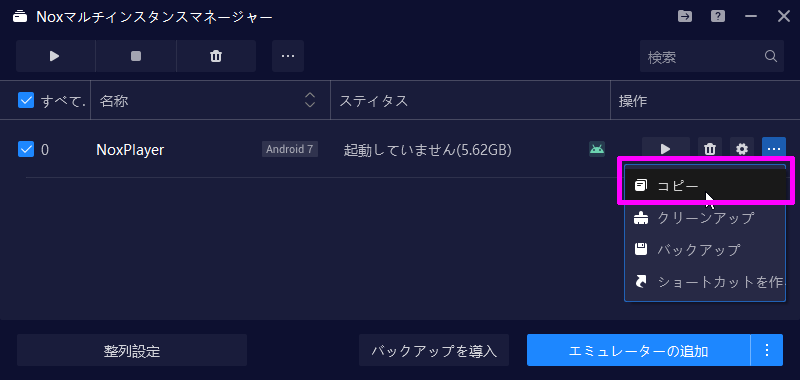 Noxマルチインスタンスマネージャー
検索
すべて.
名称
ステイタス
操作
0
NoxPlayer
Android 7
起動していません(5.62GB)
コピー
クリーンアップ
バックアップ
ショートカットを作
整列設定
バックアップを導入
エミュレーターの追加